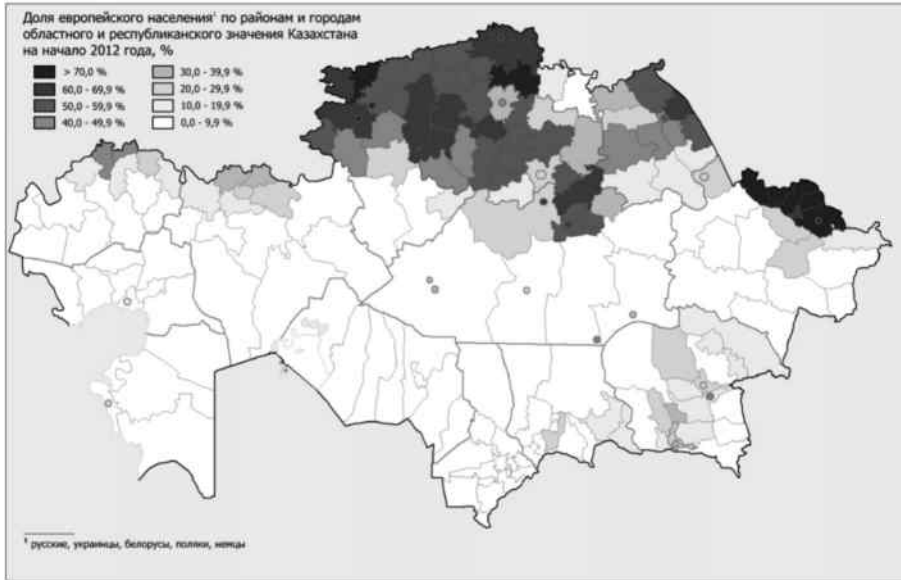 Доля европейского населения¹ по районам и городам
областного и республиканского значения Казахстана
на начало 2012 года, %
> 70,0 %
60,0 - 69,9 %
50,0 - 59,9 %
40,0 - 49,9 %
30,0 - 39,9 %
20,0 - 29,9 %
10,0 - 19,9 %
0,0 - 9,9 %
¹ русские, украинцы, белорусы, поляки, немцы